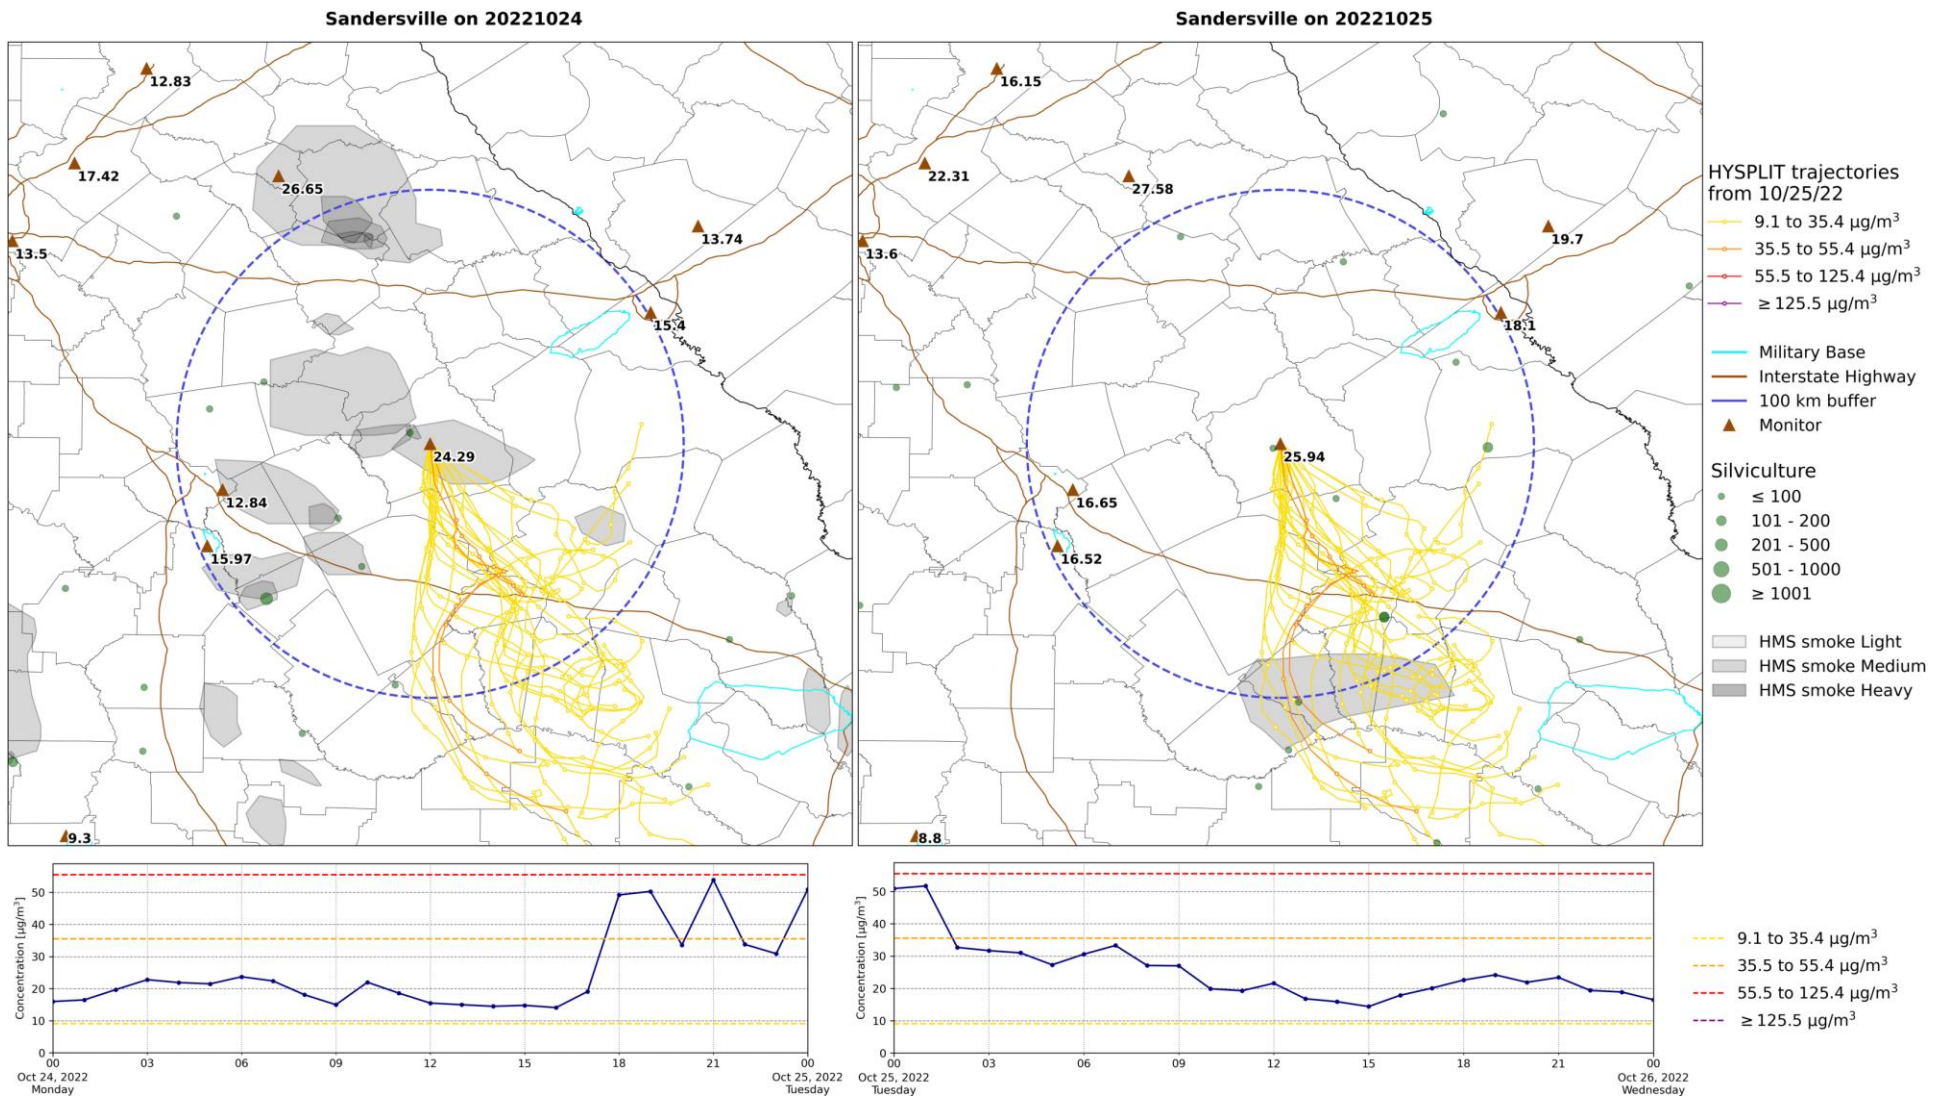 Sandersville on 20221024
12.83
17.42
26.65
13.5
13.74
15.4
24.29
12.84
15.97
9.3
Sandersville on 20221025
16.15
22.31
27.58
13.6
19.7
18.1
25.94
16.65
16.52
8.8
HYSPLIT trajectories
from 10/25/22
9.1 to 35.4 µg/m³
35.5 to 55.4 µg/m³
55.5 to 125.4 µg/m³
≥ 125.5 µg/m³
Military Base
Interstate Highway
100 km buffer
Monitor
Silviculture
≤ 100
101 - 200
201 - 500
501 - 1000
≥ 1001
HMS smoke Light
HMS smoke Medium
HMS smoke Heavy
Concentration [µg/m³]
50
40
30
20
10
0
00 03 06 09 12 15 18 21 00
Oct 24, 2022 Oct 25, 2022
Monday Tuesday
Concentration [µg/m³]
50
40
30
20
10
0
00 03 06 09 12 15 18 21 00
Oct 25, 2022 Oct 26, 2022
Tuesday Wednesday
9.1 to 35.4 µg/m³
35.5 to 55.4 µg/m³
55.5 to 125.4 µg/m³
≥ 125.5 µg/m³